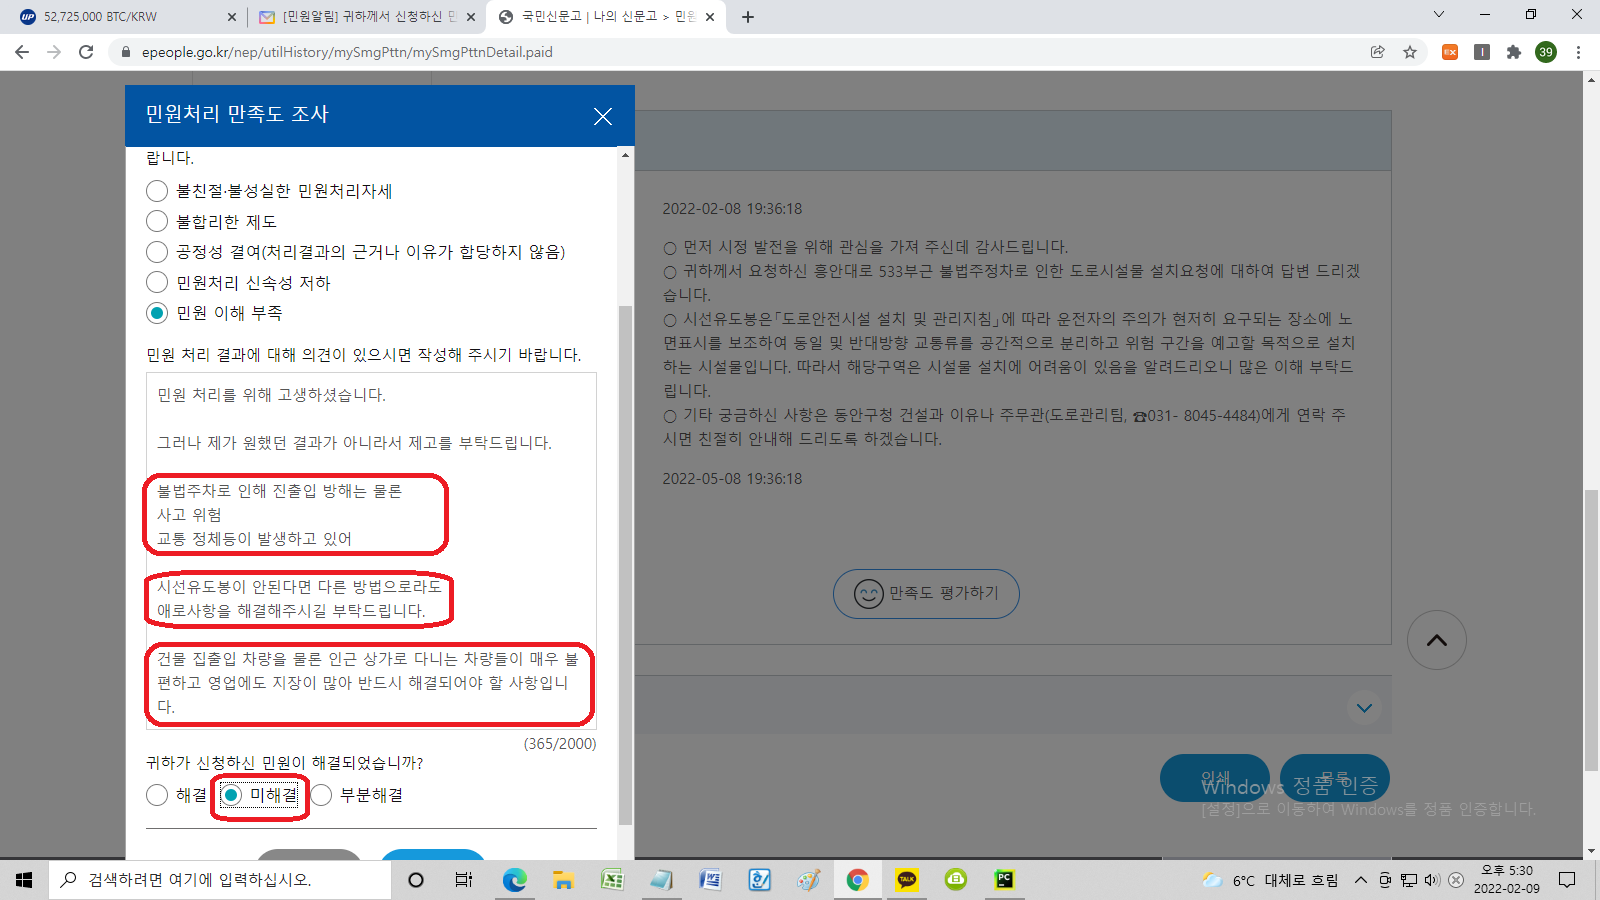 52,725,000 BTC/KRW
[민원알림] 귀하께서 신청하신 민
국민신문고 | 나의 신문고 > 민원
epeople.go.kr/nep/utilHistory/mySmgPttn/mySmgPttnDetail.paid
39
민원처리 만족도 조사
랍니다.
불친절·불성실한 민원처리자세
불합리한 제도
공정성 결여(처리결과의 근거나 이유가 합당하지 않음)
민원처리 신속성 저하
민원 이해 부족
민원 처리 결과에 대해 의견이 있으시면 작성해 주시기 바랍니다.
민원 처리를 위해 고생하셨습니다.
그러나 제가 원했던 결과가 아니라서 제고를 부탁드립니다.
불법주차로 인해 진출입 방해는 물론
사고 위험
교통 정체등이 발생하고 있어
시선유도봉이 안된다면 다른 방법으로라도
애로사항을 해결해주시길 부탁드립니다.
건물 집출입 차량을 물론 인근 상가로 다니는 차량들이 매우 불
편하고 영업에도 지장이 많아 반드시 해결되어야 할 사항입니
다.
(365/2000)
귀하가 신청하신 민원이 해결되었습니까?
해결 미해결 부분해결
2022-02-08 19:36:18
○ 먼저 시정 발전을 위해 관심을 가져 주신데 감사드립니다.
○ 귀하께서 요청하신 흥안대로 533부근 불법주정차로 인한 도로시설물 설치요청에 대하여 답변 드리겠
습니다.
○ 시선유도봉은「도로안전시설 설치 및 관리지침」에 따라 운전자의 주의가 현저히 요구되는 장소에 노
면표시를 보조하여 동일 및 반대방향 교통류를 공간적으로 분리하고 위험 구간을 예고할 목적으로 설치
하는 시설물입니다. 따라서 해당구역은 시설물 설치에 어려움이 있음을 알려드리오니 많은 이해 부탁드
립니다.
○ 기타 궁금하신 사항은 동안구청 건설과 이유나 주무관(도로관리팀, ☎031- 8045-4484)에게 연락 주
시면 친절히 안내해 드리도록 하겠습니다.
2022-05-08 19:36:18
만족도 평가하기
인쇄
목록
Windows 정품 인증
[설정]으로 이동하여 Windows를 정품 인증합니다.
검색하려면 여기에 입력하십시오.
6°C 대체로 흐림
오후 5:30
2022-02-09